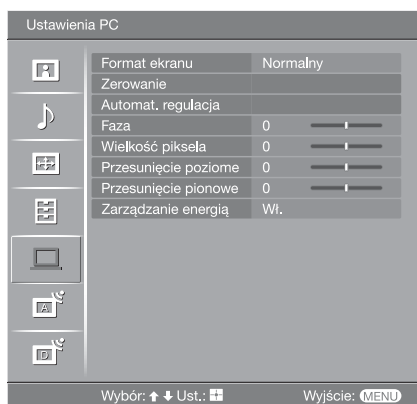 Ustawienia PC
Format ekranu Normalny
Zerowanie
Automat. regulacja
Faza 0
Wielkość piksela 0
Przesunięcie poziome 0
Przesunięcie pionowe 0
Zarządzanie energią Wł.
A
D
Wybór: Ust.: Wyjście: MENU